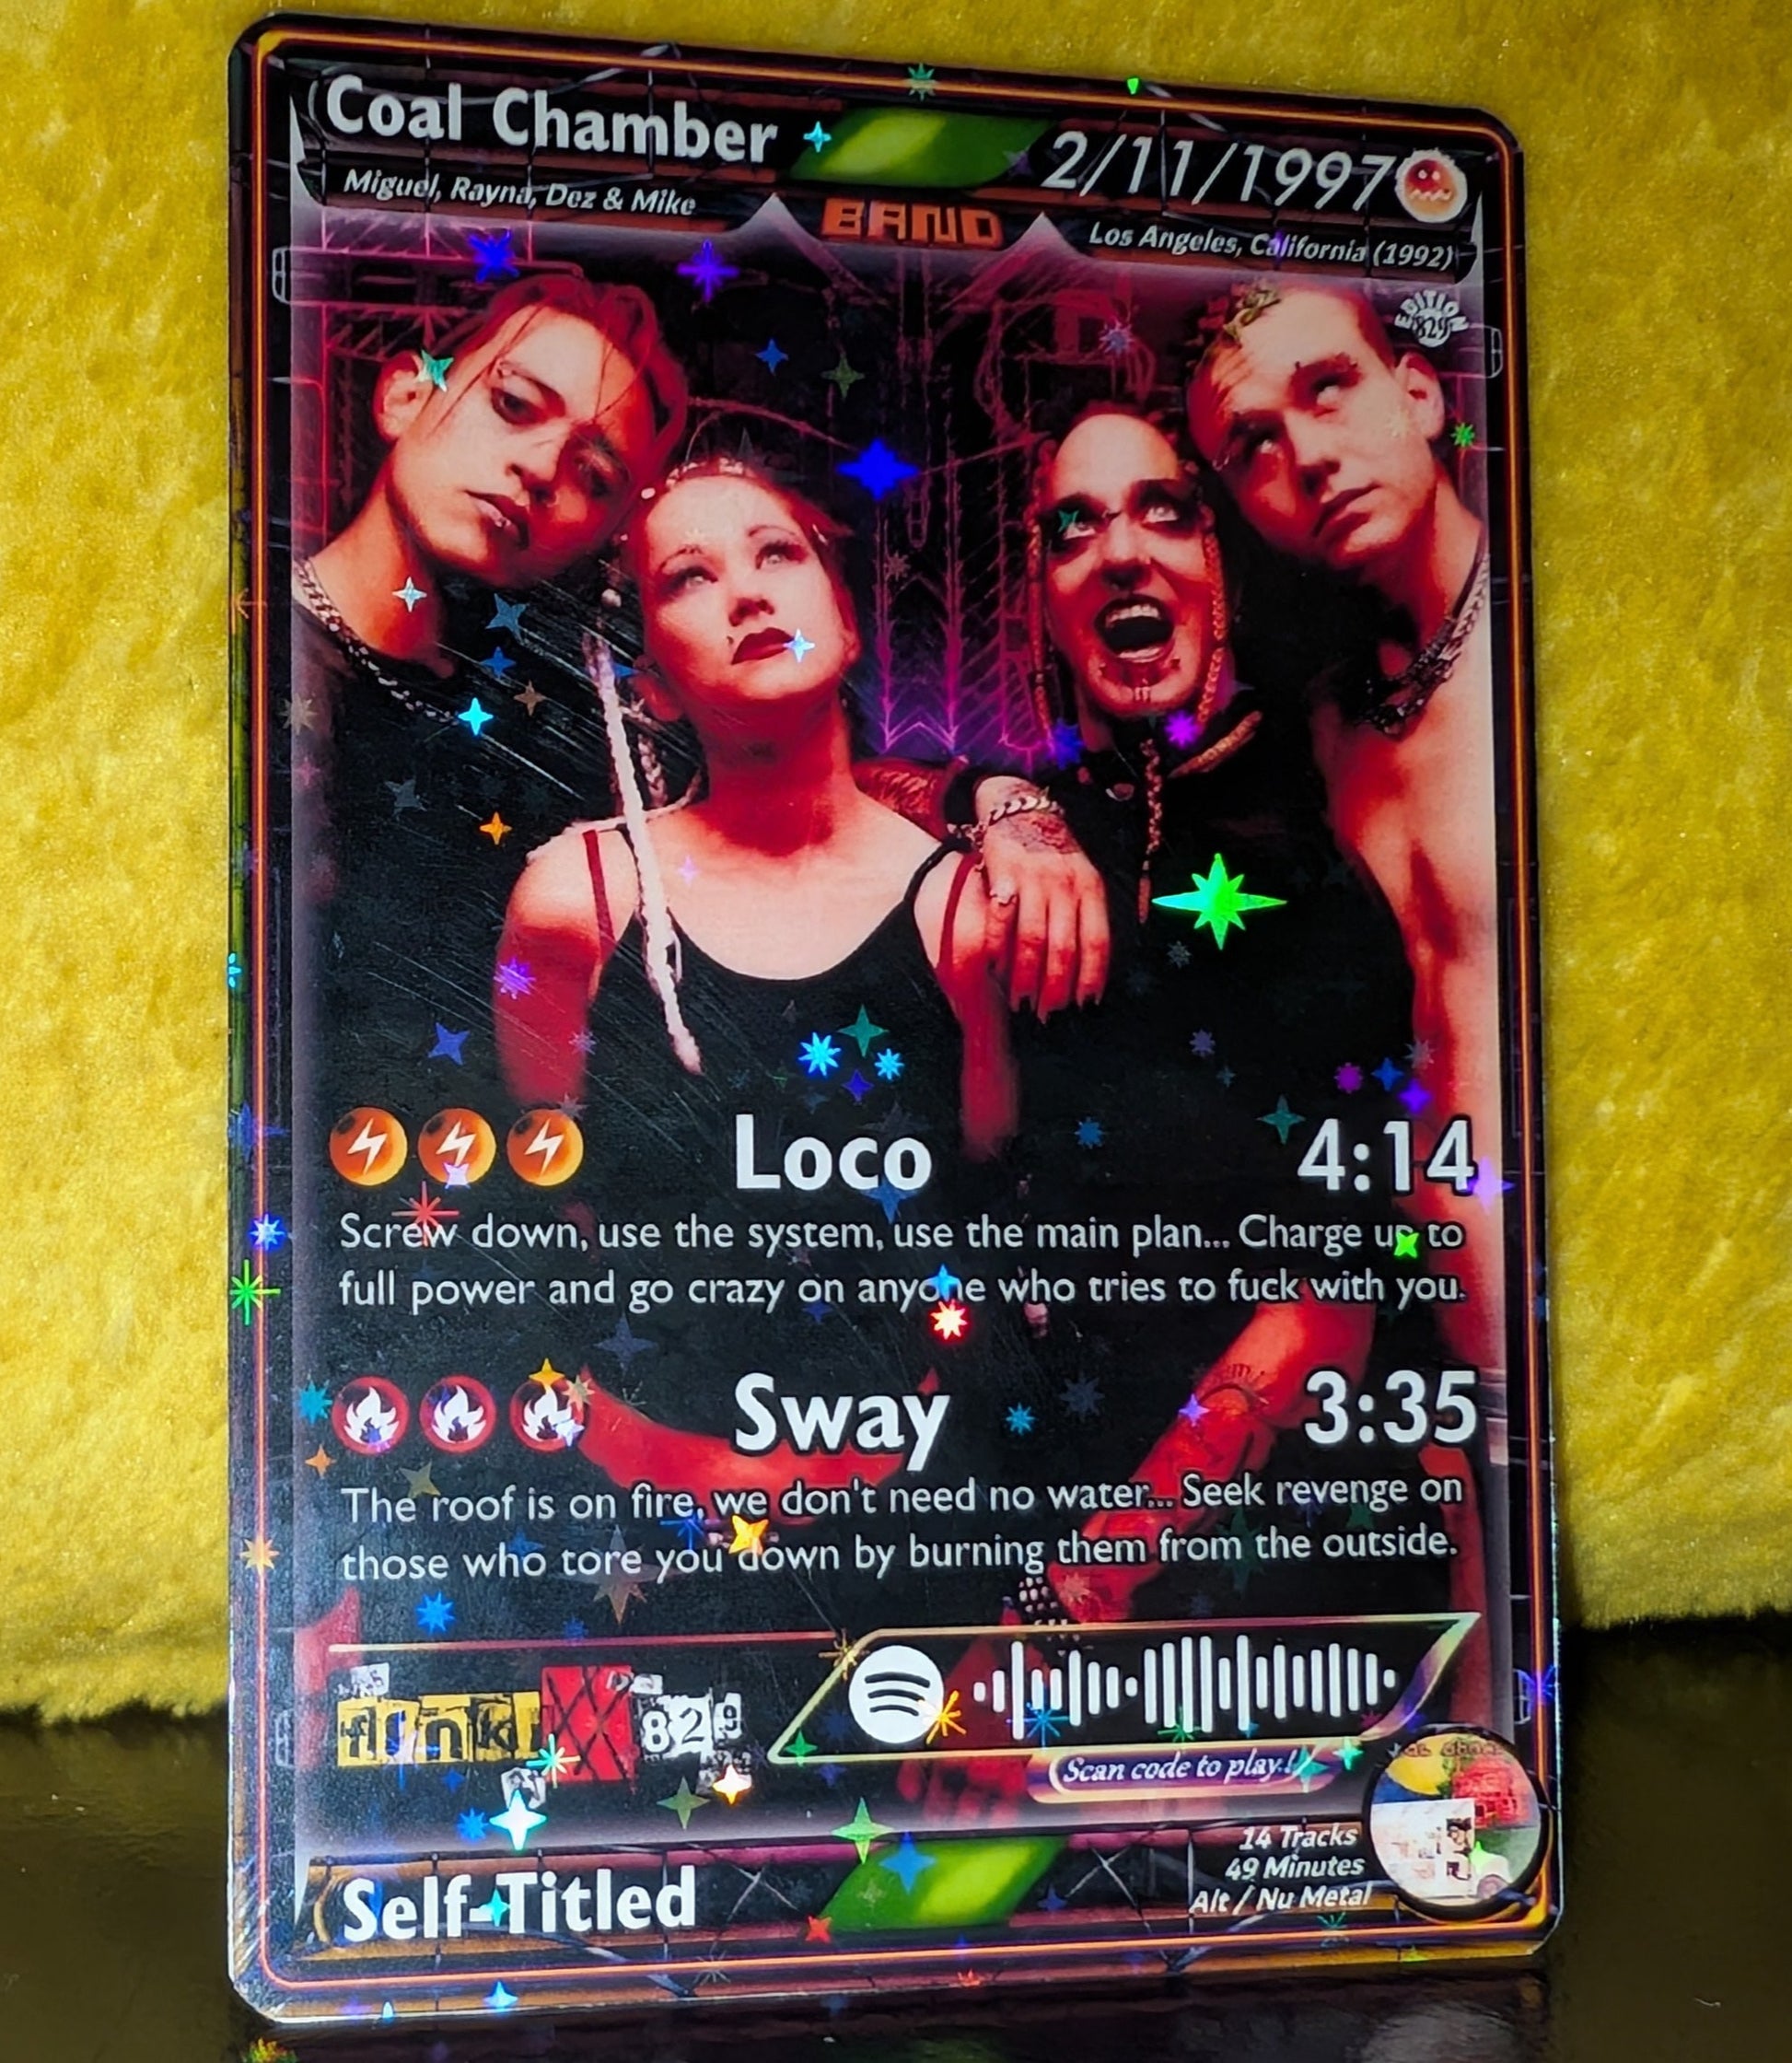 Coal Chamber
2/11/1997
Miguel, Rayna, Dez & Mike
BAND
Los Angeles, California (1992)
EDITION
829
Loco
4:14
Screw down, use the system, use the main plan... Charge up to
full power and go crazy on anyone who tries to fuck with you.
Sway
3:35
The roof is on fire, we don't need no water... Seek revenge on
those who tore you down by burning them from the outside.
829
Scan code to play!
14 Tracks
49 Minutes
Alt / Nu Metal
Self-Titled